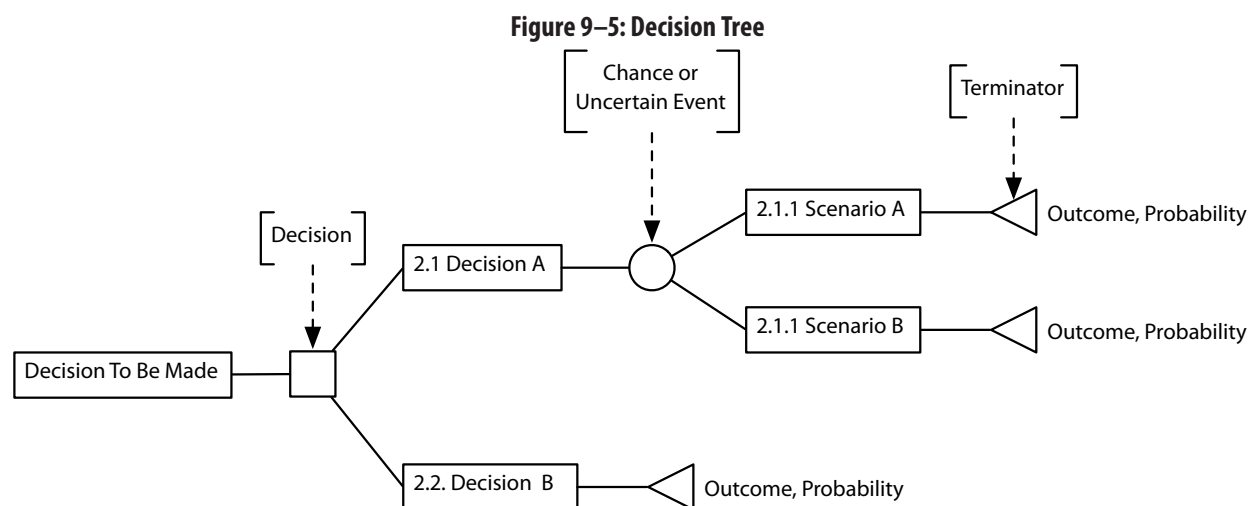 Figure 9–5: Decision Tree
Chance or
Uncertain Event
Terminator
2.1.1 Scenario A
Outcome, Probability
Decision
2.1 Decision A
2.1.1 Scenario B
Outcome, Probability
Decision To Be Made
2.2. Decision B
Outcome, Probability